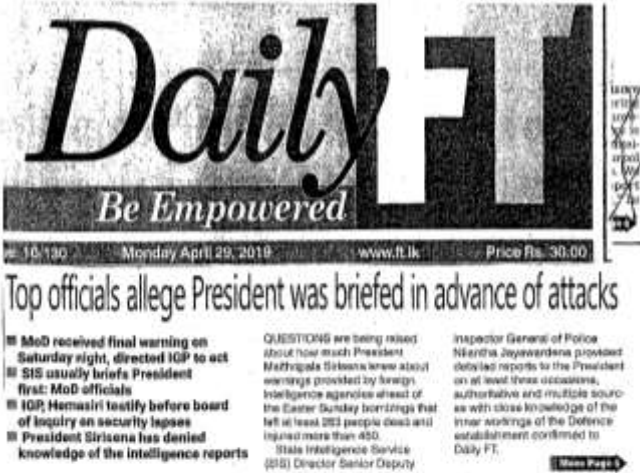 Daily FT
Be Empowered
Monday April 29, 2019 www.ft.lk Price Rs. 30.00
Top officials allege President was briefed in advance of attacks
MoD received final warning on
Saturday night, directed IGP to act
SIS usually briefs President
first: MoD officials
IGP, Hemasiri testify before board
of inquiry on security lapses
President Sirisena has denied
knowledge of the intelligence reports
QUESTIONS are being raised
about how much President
Maithripala Sirisena knew about
warnings provided by foreign
intelligence agencies ahead of
the Easter Sunday bombings that
left at least 253 people dead and
injured more than 450.
State Intelligence Service
(SIS) Director Senior Deputy
Inspector General of Police
Nilantha Jayawardena provided
detailed reports to the President
on at least three occasions,
authoritative and multiple sourc-
es with close knowledge of the
inner workings of the Defence
establishment confirmed to
Daily FT.